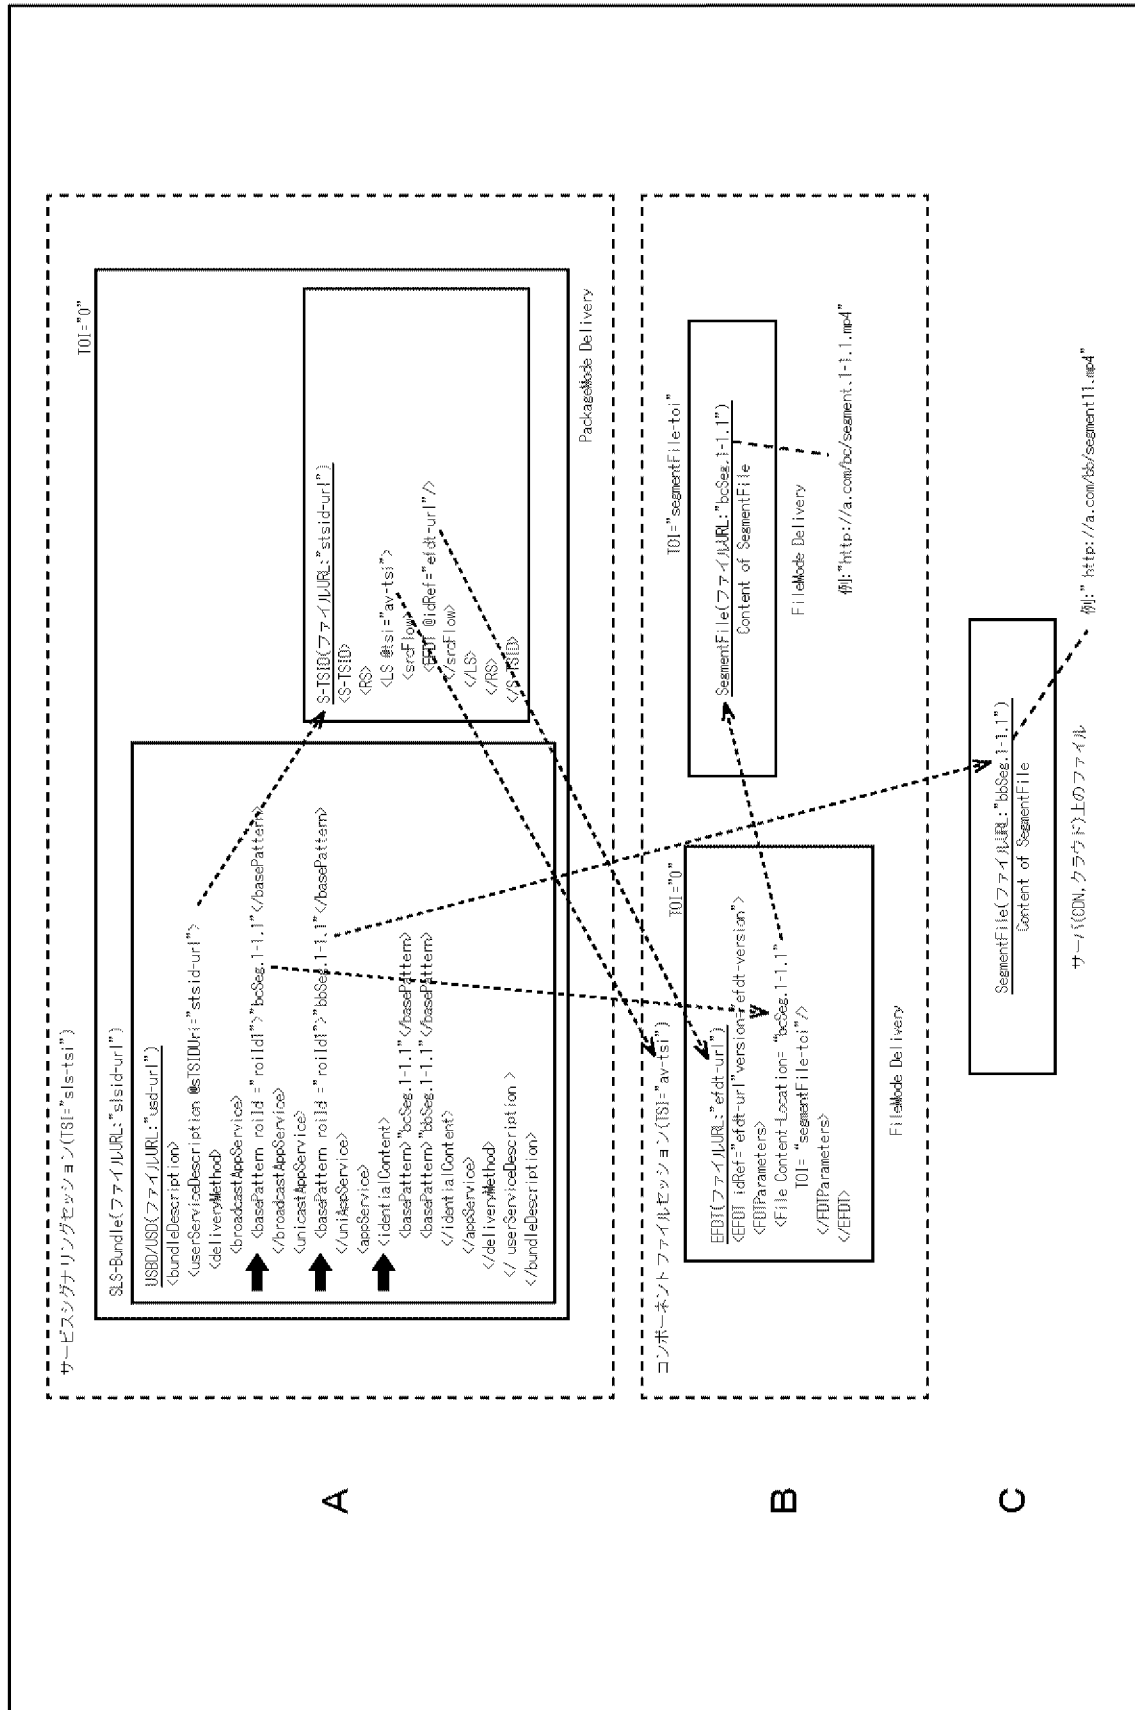 サービスシグナリングセッション(TSI="sls-tsi")
TOI="0"
SLS-Bundle(ファイルURL:"slsid-url")
USBD/USD(ファイルURL:"usd-url")
<bundleDescription>
<userServiceDescription @sTSIDUri="stsid-url">
<deliveryMethod>
<broadcastAppService>
<basePattern roiId ="roiId1">"bcSeg.1-1.1"</basePattern>
</broadcastAppService>
<unicastAppService>
<basePattern roiId ="roiId1">"bbSeg.1-1.1"</basePattern>
</uniAppService>
<appService>
<identialContent>
<basePattern>"bcSeg.1-1.1"</basePattern>
<basePattern>"bbSeg.1-1.1"</basePattern>
</identialContent>
</appService>
</deliveryMethod>
</ userServiceDescription >
</bundleDescription>
S-TSID(ファイルURL:"stsid-url")
<S-TSID>
<RS>
<LS @tsi="av-tsi">
<srcFlow>
<EFDT @idRef="efdt-url"/>
</srcFlow>
</LS>
</RS>
</S-TSID>
PackageMode Delivery
A
コンポーネントファイルセッション(TSI="av-tsi")
TOI="0"
EFDT(ファイルURL:"efdt-url")
<EFDT idRef="efdt-url"version="efdt-version">
<FDTParameters>
<File Content-Location= "bcSeg.1-1.1"
TOI= "segmentFile-toi"/>
</FDTParameters>
</EFDT>
FileMode Delivery
TOI="segmentFile-toi"
SegmentFile(ファイルURL:"bcSeg.1-1.1")
Content of SegmentFile
FileMode Delivery
例:"http://a.com/bc/segment.1-1.1.mp4"
B
SegmentFile(ファイルURL:"bbSeg.1-1.1")
Content of SegmentFile
サーバ(CDN,クラウド)上のファイル
例:" http://a.com/bb/segment11.mp4"
C